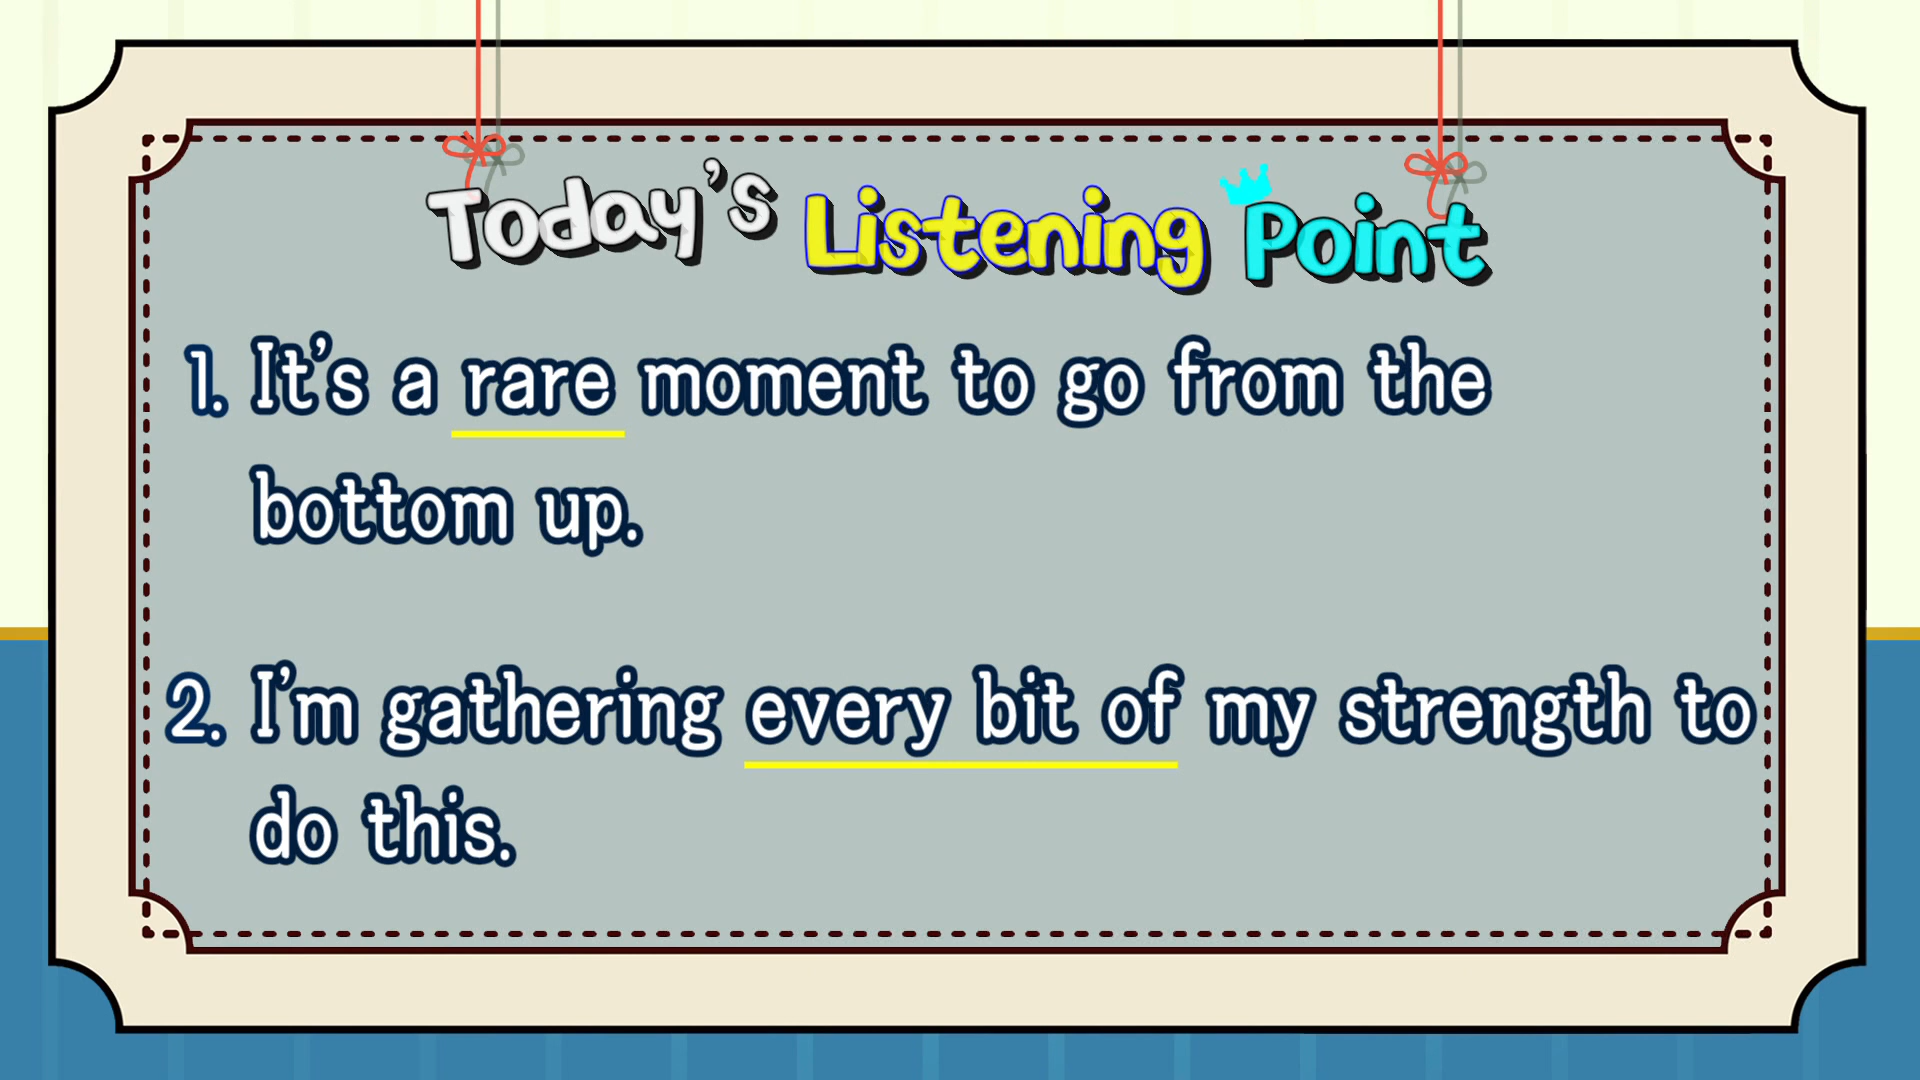 Today's Listening Point
1. It's a rare moment to go from the
bottom up.
2. I'm gathering every bit of my strength to
do this.